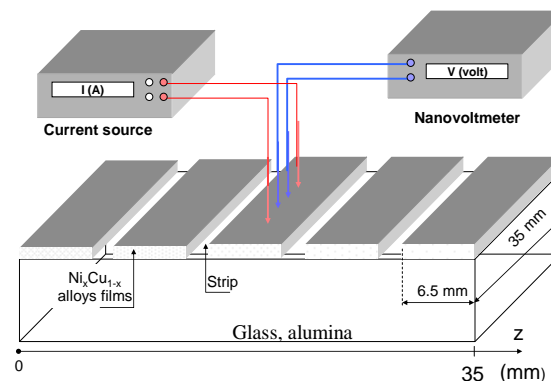 I (A)
V (volt)
Current source
Nanovoltmeter
NixCu1-x
alloys films
Strip
6.5 mm
35 mm
Glass, alumina
z
0
35 (mm)